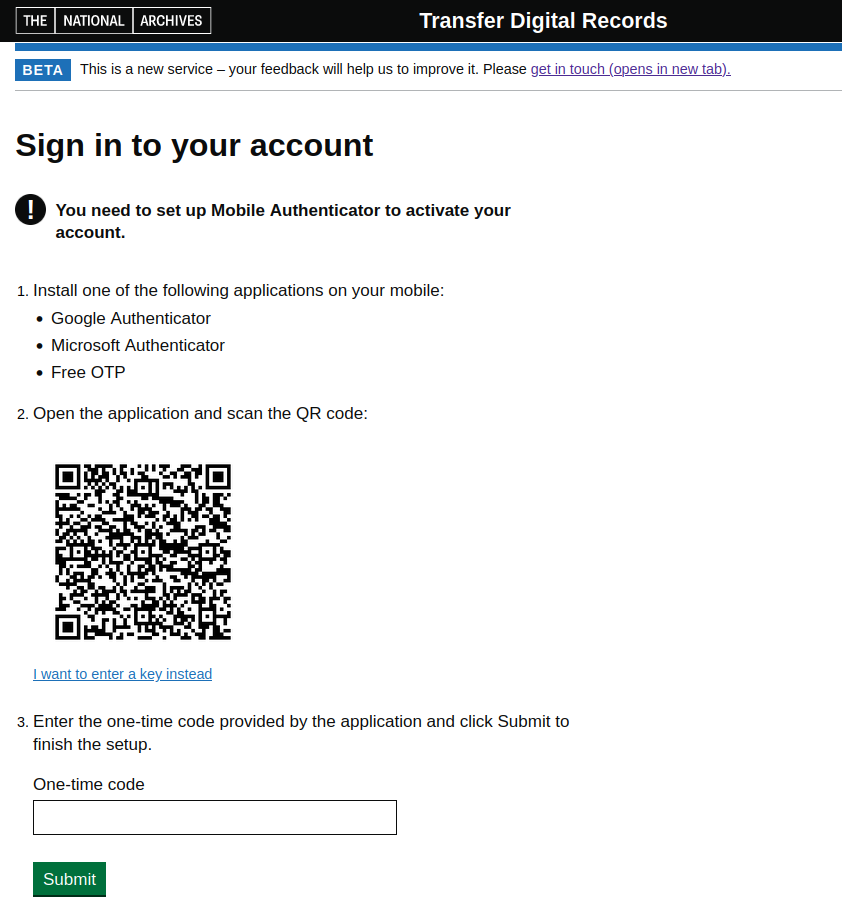 THE NATIONAL ARCHIVES
Transfer Digital Records
BETA This is a new service – your feedback will help us to improve it. Please get in touch (opens in new tab).
Sign in to your account
! You need to set up Mobile Authenticator to activate your
account.
1. Install one of the following applications on your mobile:
• Google Authenticator
• Microsoft Authenticator
• Free OTP
2. Open the application and scan the QR code:
I want to enter a key instead
3. Enter the one-time code provided by the application and click Submit to
finish the setup.
One-time code
Submit